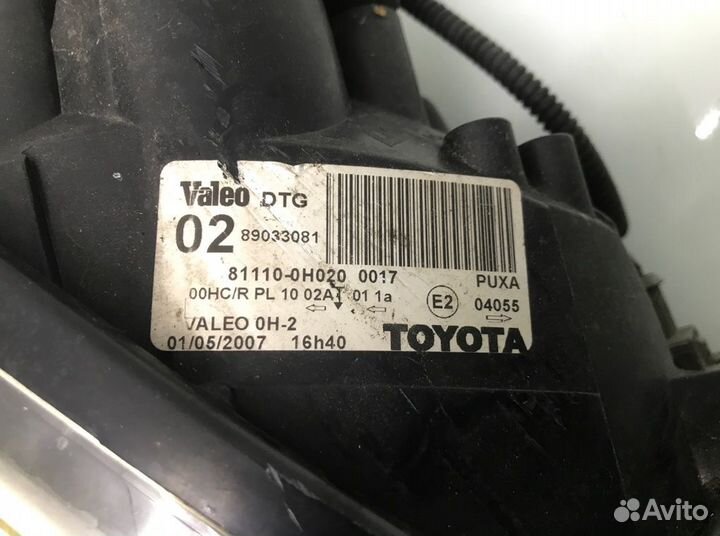 Valeo DTG
02 89033081
81110-0H020 0017 PUXA
00HC/R PL 10 02A 01 1a E2 04055
VALEO 0H-2
01/05/2007 16h40 TOYOTA
Avito